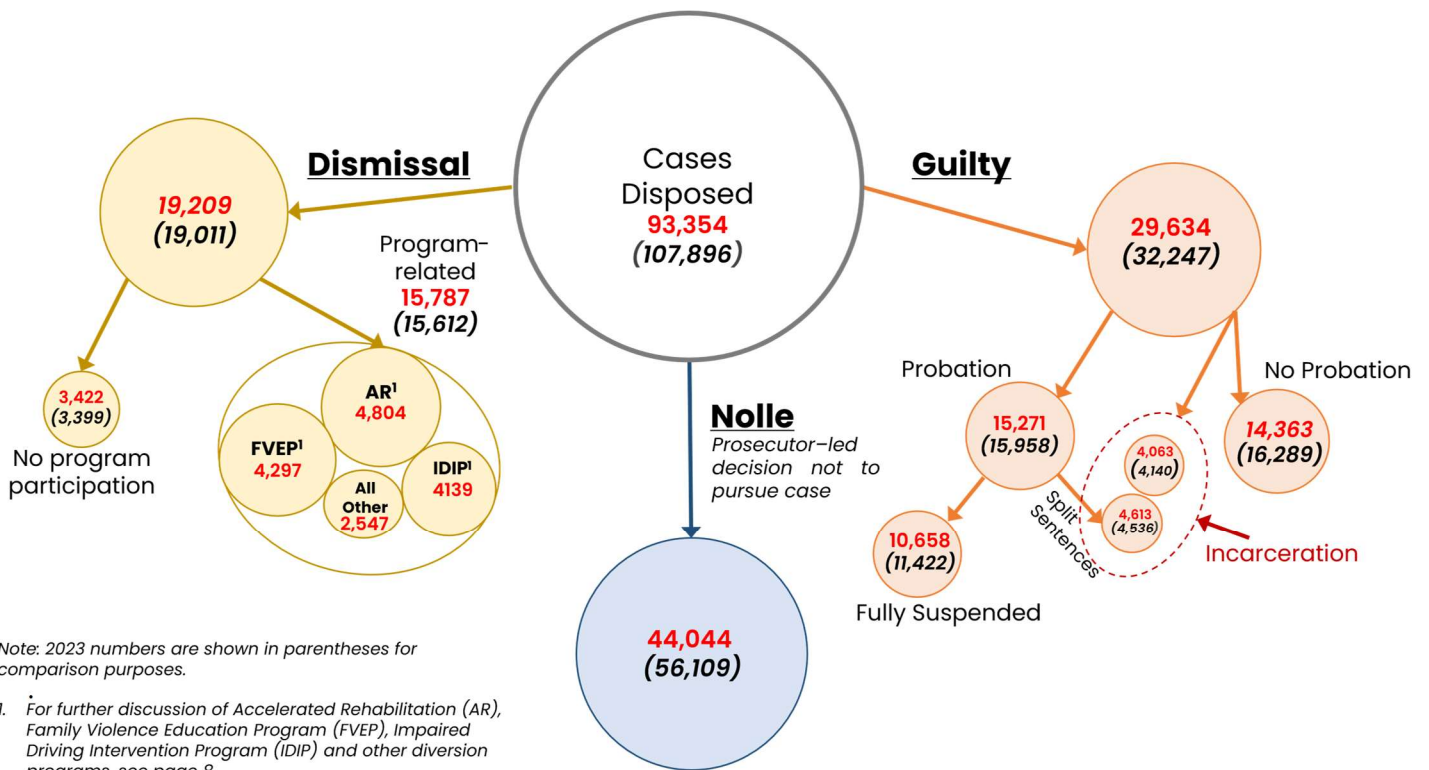 Cases
Disposed
93,354
(107,896)
Dismissal
19,209
(19,011)
Program-
related
15,787
(15,612)
3,422
(3,399)
No program
participation
AR¹
4,804
FVEP¹
4,297
IDIP¹
4139
All
Other
2,547
Nolle
Prosecutor–led
decision not to
pursue case
44,044
(56,109)
Guilty
29,634
(32,247)
Probation
15,271
(15,958)
10,658
(11,422)
Fully Suspended
Split
Sentences
4,063
(4,140)
4,613
(4,536)
Incarceration
No Probation
14,363
(16,289)
Note: 2023 numbers are shown in parentheses for
comparison purposes.
.
1. For further discussion of Accelerated Rehabilitation (AR),
Family Violence Education Program (FVEP), Impaired
Driving Intervention Program (IDIP) and other diversion
programs, see page